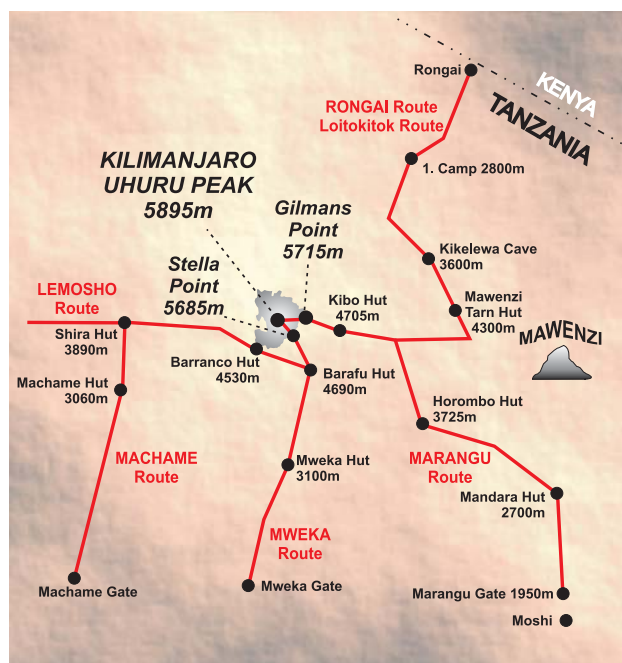 Rongai
KENYA
TANZANIA
RONGAI Route
Loitokitok Route
1. Camp 2800m
KILIMANJARO
UHURU PEAK
5895m
Gilmans
Point
5715m
Kikelewa Cave
3600m
Stella
Point
5685m
LEMOSHO
Route
Kibo Hut
4705m
Mawenzi
Tarn Hut
4300m
MAWENZI
Shira Hut
3890m
Barranco Hut
4530m
Barafu Hut
4690m
Machame Hut
3060m
Horombo Hut
3725m
MACHAME
Route
Mweka Hut
3100m
MARANGU
Route
Mandara Hut
2700m
MWEKA
Route
Machame Gate
Mweka Gate
Marangu Gate 1950m
Moshi